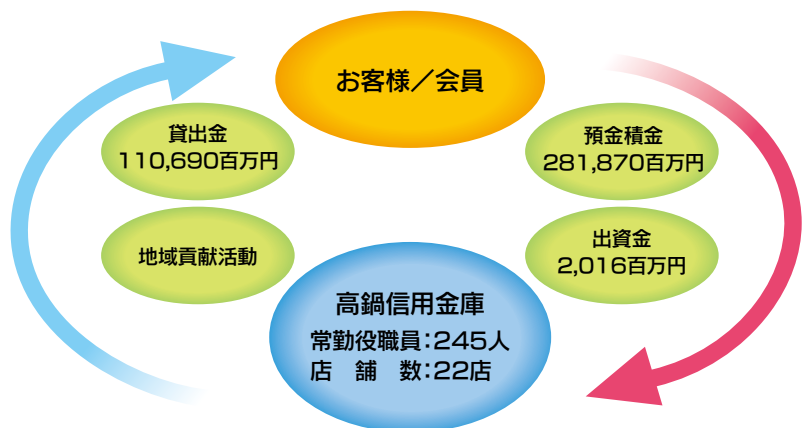 お客様／会員
貸出金
110,690百万円
預金積金
281,870百万円
地域貢献活動
出資金
2,016百万円
高鍋信用金庫
常勤役職員：245人
店　舗　数：22店